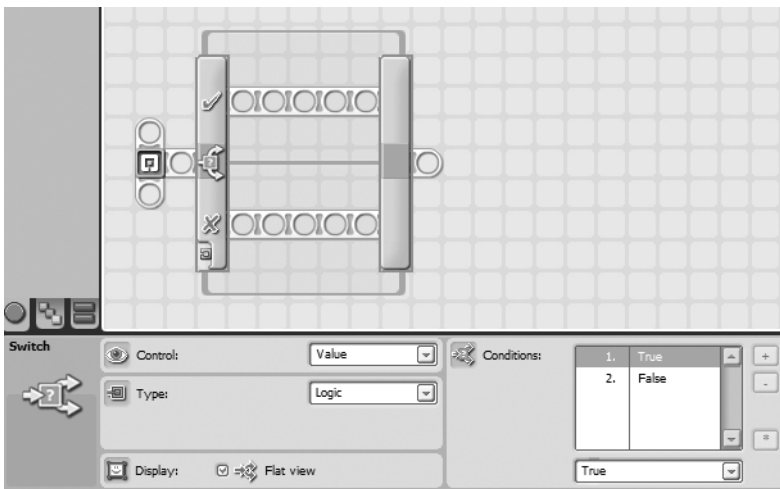 Switch
Control:
Value
Type:
Logic
Display:
Flat view
Conditions:
1. True
2. False
+
-
*
True